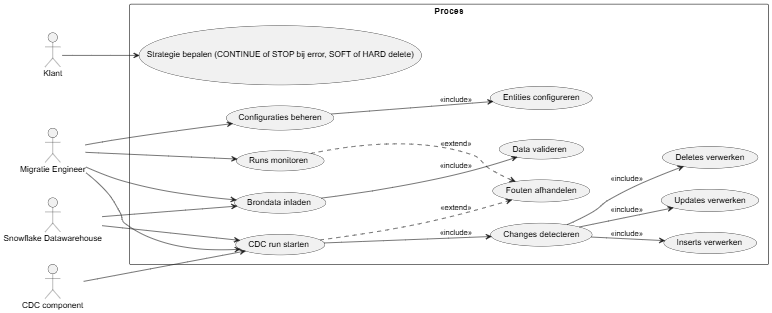 Proces
Strategie bepalen (CONTINUE of STOP bij error, SOFT of HARD delete)
Klant
«include»
Entities configureren
Configuraties beheren
«extend»
Data valideren
Runs monitoren
«include»
Deletes verwerken
Migratie Engineer
«include»
Fouten afhandelen
Brondata inladen
«extend»
«include»
Updates verwerken
Snowflake Datawarehouse
«include»
Changes detecteren
«include»
Inserts verwerken
CDC run starten
CDC component